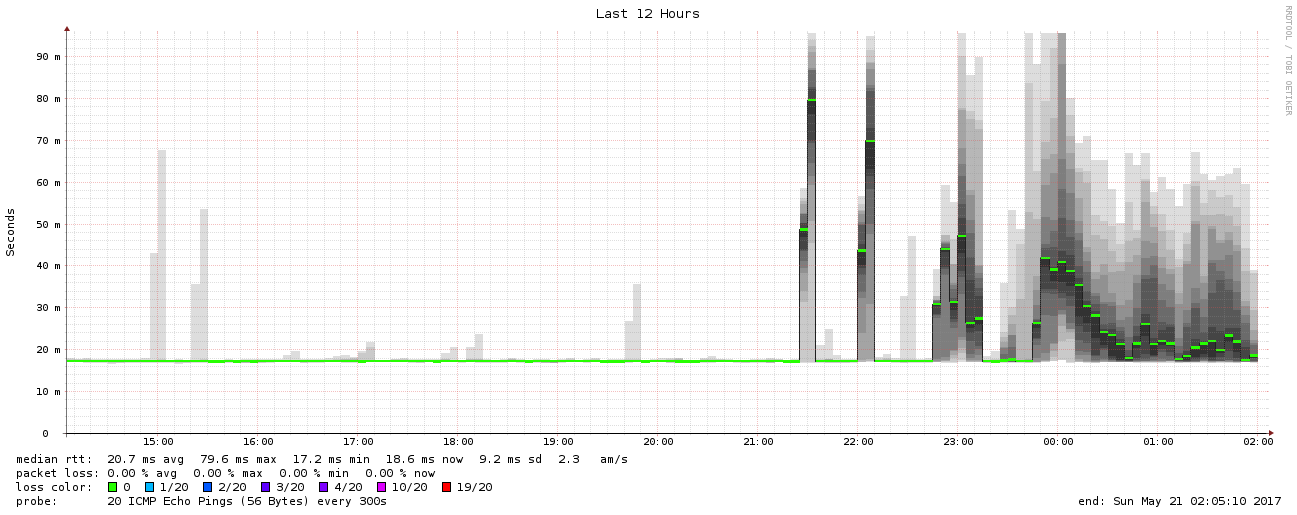 Last 12 Hours
RRDTOOL / TOBI OETIKER
Seconds
90 m
80 m
70 m
60 m
50 m
40 m
30 m
20 m
10 m
0
15:00 16:00 17:00 18:00 19:00 20:00 21:00 22:00 23:00 00:00 01:00 02:00
median rtt: 20.7 ms avg 79.6 ms max 17.2 ms min 18.6 ms now 9.2 ms sd 2.3 am/s
packet loss: 0.00 % avg 0.00 % max 0.00 % min 0.00 % now
loss color: 0 1/20 2/20 3/20 4/20 10/20 19/20
probe: 20 ICMP Echo Pings (56 Bytes) every 300s end: Sun May 21 02:05:10 2017